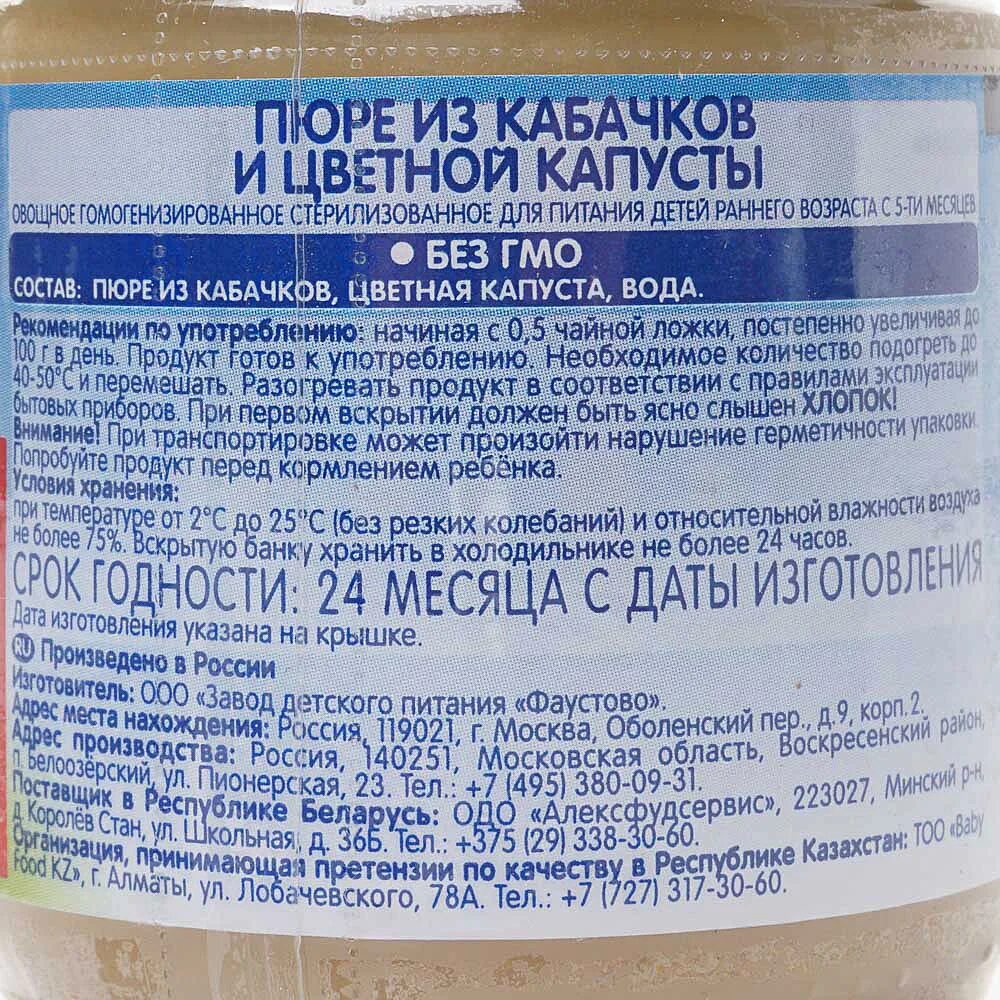 ПЮРЕ ИЗ КАБАЧКОВ
И ЦВЕТНОЙ КАПУСТЫ
ОВОЩНОЕ ГОМОГЕНИЗИРОВАННОЕ СТЕРИЛИЗОВАННОЕ ДЛЯ ПИТАНИЯ ДЕТЕЙ РАННЕГО ВОЗРАСТА С 5-ТИ МЕСЯЦЕВ
• БЕЗ ГМО
СОСТАВ: ПЮРЕ ИЗ КАБАЧКОВ, ЦВЕТНАЯ КАПУСТА, ВОДА.
Рекомендации по употреблению: начиная с 0,5 чайной ложки, постепенно увеличивая до
100 г в день. Продукт готов к употреблению. Необходимое количество подогреть до
40-50°С и перемешать. Разогревать продукт в соответствии с правилами эксплуатации
бытовых приборов. При первом вскрытии должен быть ясно слышен ХЛОПОК!
Внимание! При транспортировке может произойти нарушение герметичности упаковки.
Попробуйте продукт перед кормлением ребёнка.
Условия хранения:
при температуре от 2°С до 25°С (без резких колебаний) и относительной влажности воздуха
не более 75%. Вскрытую банку хранить в холодильнике не более 24 часов.
СРОК ГОДНОСТИ: 24 МЕСЯЦА С ДАТЫ ИЗГОТОВЛЕНИЯ
Дата изготовления указана на крышке.
RU Произведено в России
Изготовитель: ООО «Завод детского питания «Фаустово».
Адрес места нахождения: Россия, 119021, г. Москва, Оболенский пер., д.9, корп.2.
Адрес производства: Россия, 140251, Московская область, Воскресенский район,
п. Белоозёрский, ул. Пионерская, 23. Тел.: +7 (495) 380-09-31.
Поставщик в Республике Беларусь: ОДО «Алексфудсервис», 223027, Минский р-н,
д. Королёв Стан, ул. Школьная, д. 36Б. Тел.: +375 (29) 338-30-60.
Организация, принимающая претензии по качеству в Республике Казахстан: ТОО «Baby
Food KZ», г. Алматы, ул. Лобачевского, 78А. Тел.: +7 (727) 317-30-60.